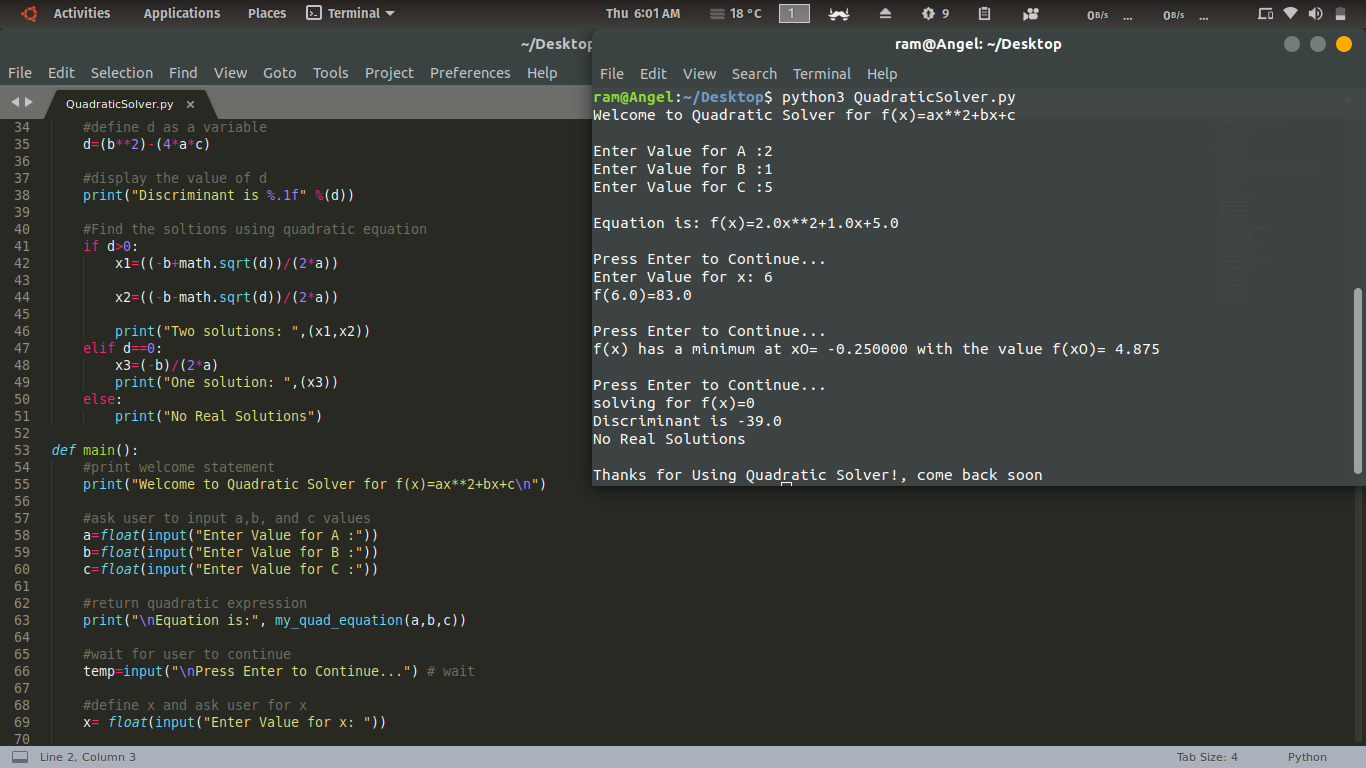 Activities Applications Places Terminal Thu 6:01AM 18 °C 1 9 0B/s ... 0B/s ...
~/Desktop
File Edit Selection Find View Goto Tools Project Preferences Help
QuadraticSolver.py ×
34 #define d as a variable
35 d=(b**2)-(4*a*c)
36
37 #display the value of d
38 print("Discriminant is %.1f" %(d))
39
40 #Find the soltions using quadratic equation
41 if d>0:
42 x1=((-b+math.sqrt(d))/(2*a))
43
44 x2=((-b-math.sqrt(d))/(2*a))
45
46 print("Two solutions: ",(x1,x2))
47 elif d==0:
48 x3=(-b)/(2*a)
49 print("One solution: ",(x3))
50 else:
51 print("No Real Solutions")
52
53 def main():
54 #print welcome statement
55 print("Welcome to Quadratic Solver for f(x)=ax**2+bx+c\n")
56
57 #ask user to input a,b, and c values
58 a=float(input("Enter Value for A :"))
59 b=float(input("Enter Value for B :"))
60 c=float(input("Enter Value for C :"))
61
62 #return quadratic expression
63 print("\nEquation is:", my_quad_equation(a,b,c))
64
65 #wait for user to continue
66 temp=input("\nPress Enter to Continue...") # wait
67
68 #define x and ask user for x
69 x= float(input("Enter Value for x: "))
70
ram@Angel: ~/Desktop
File Edit View Search Terminal Help
ram@Angel:~/Desktop$ python3 QuadraticSolver.py
Welcome to Quadratic Solver for f(x)=ax**2+bx+c
Enter Value for A :2
Enter Value for B :1
Enter Value for C :5
Equation is: f(x)=2.0x**2+1.0x+5.0
Press Enter to Continue...
Enter Value for x: 6
f(6.0)=83.0
Press Enter to Continue...
f(x) has a minimum at xO= -0.250000 with the value f(xO)= 4.875
Press Enter to Continue...
solving for f(x)=0
Discriminant is -39.0
No Real Solutions
Thanks for Using Quadratic Solver!, come back soon
Line 2, Column 3 Tab Size: 4 Python